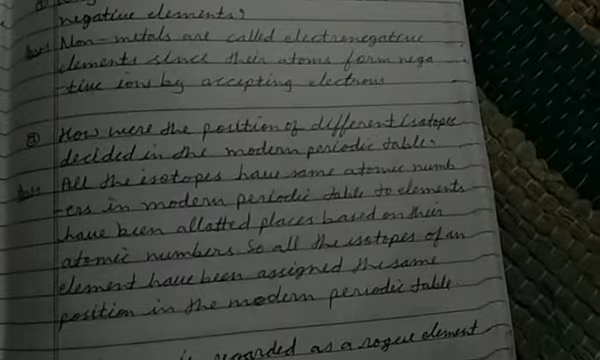 negative elements?
Ans Non-metals are called electronegative
elements since their atoms form nega
-tive ions by accepting electrons
How were the position of different isotopes
decided in the modern periodic table.
Ans All the isotopes have same atomic numb
-ers in modern periodic table to elements
have been allotted places based on their
atomic numbers. So all the isotopes of an
element have been assigned the same
position in the modern periodic table.
is regarded as a rogue element